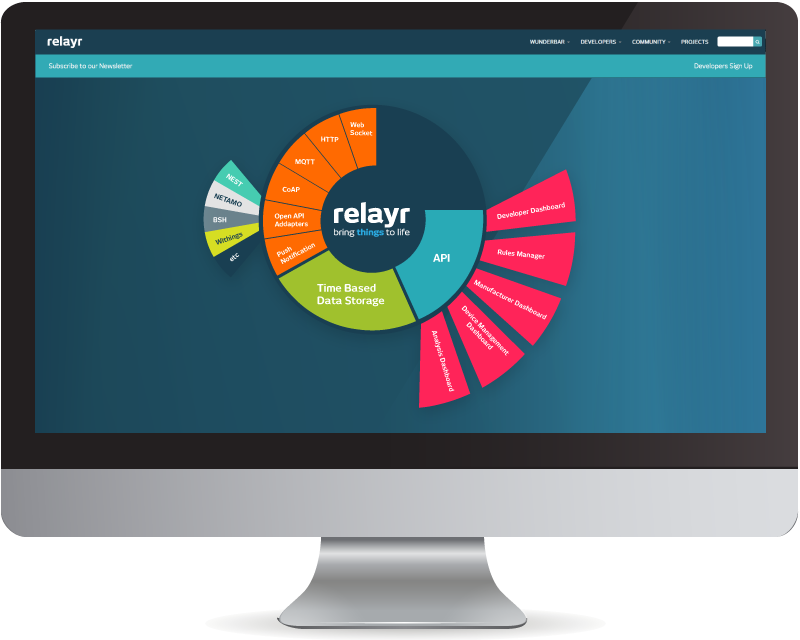 relayr
WUNDERBAR
DEVELOPERS
COMMUNITY
PROJECTS
Subscribe to our Newsletter
Developers Sign Up
Web
Socket
HTTP
MQTT
CoAP
Open API
Addapters
Push
Notification
NEST
NETAMO
BSH
Withings
etc
relayr
bring things to life
API
Time Based
Data Storage
Developer Dashboard
Rules Manager
Manufacturer Dashboard
Device Management
Dashboard
Analysis Dashboard